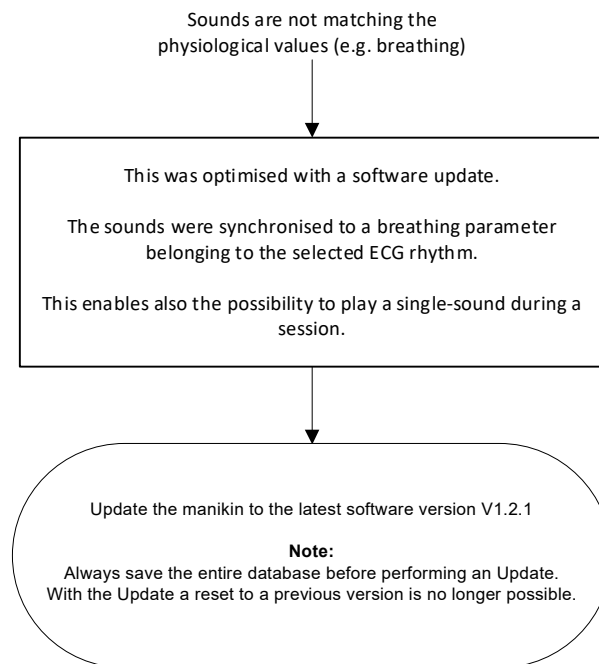 Sounds are not matching the
physiological values (e.g. breathing)
This was optimised with a software update.
The sounds were synchronised to a breathing parameter
belonging to the selected ECG rhythm.
This enables also the possibility to play a single-sound during a
session.
Update the manikin to the latest software version V1.2.1
Note:
Always save the entire database before performing an Update.
With the Update a reset to a previous version is no longer possible.